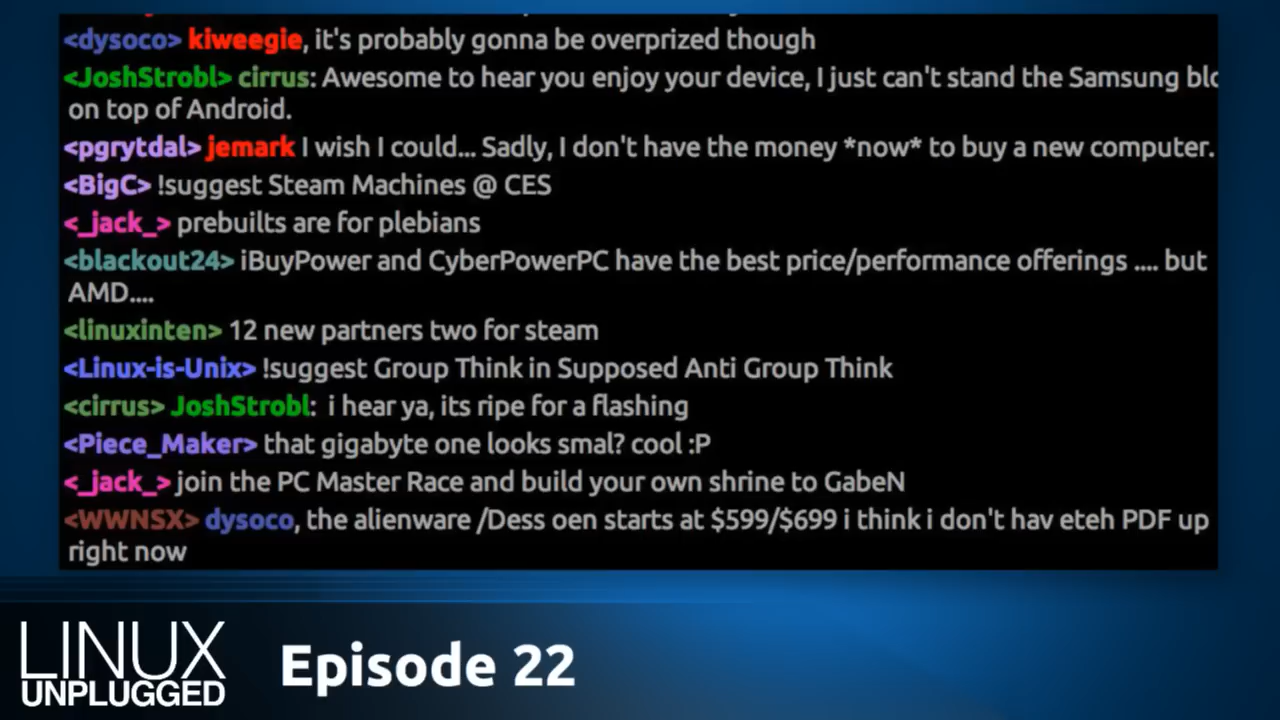 <dysoco> kiweegie, it's probably gonna be overprized though
<JoshStrobl> cirrus: Awesome to hear you enjoy your device, I just can't stand the Samsung
on top of Android.
<pgrytdal> jemark I wish I could... Sadly, I don't have the money *now* to buy a new computer.
<BigC> !suggest Steam Machines @ CES
<_jack_> prebuilts are for plebians
<blackout24> iBuyPower and CyberPowerPC have the best price/performance offerings .... but
AMD....
<linuxinten> 12 new partners two for steam
<Linux-is-Unix> !suggest Group Think in Supposed Anti Group Think
<cirrus> JoshStrobl:  i hear ya, its ripe for a flashing
<Piece_Maker> that gigabyte one looks smal? cool :P
<_jack_> join the PC Master Race and build your own shrine to GabeN
<WWNSX> dysoco, the alienware /Dess oen starts at $599/$699 i think i don't hav eteh PDF up
right now
LINUX
UNPLUGGED
Episode 22